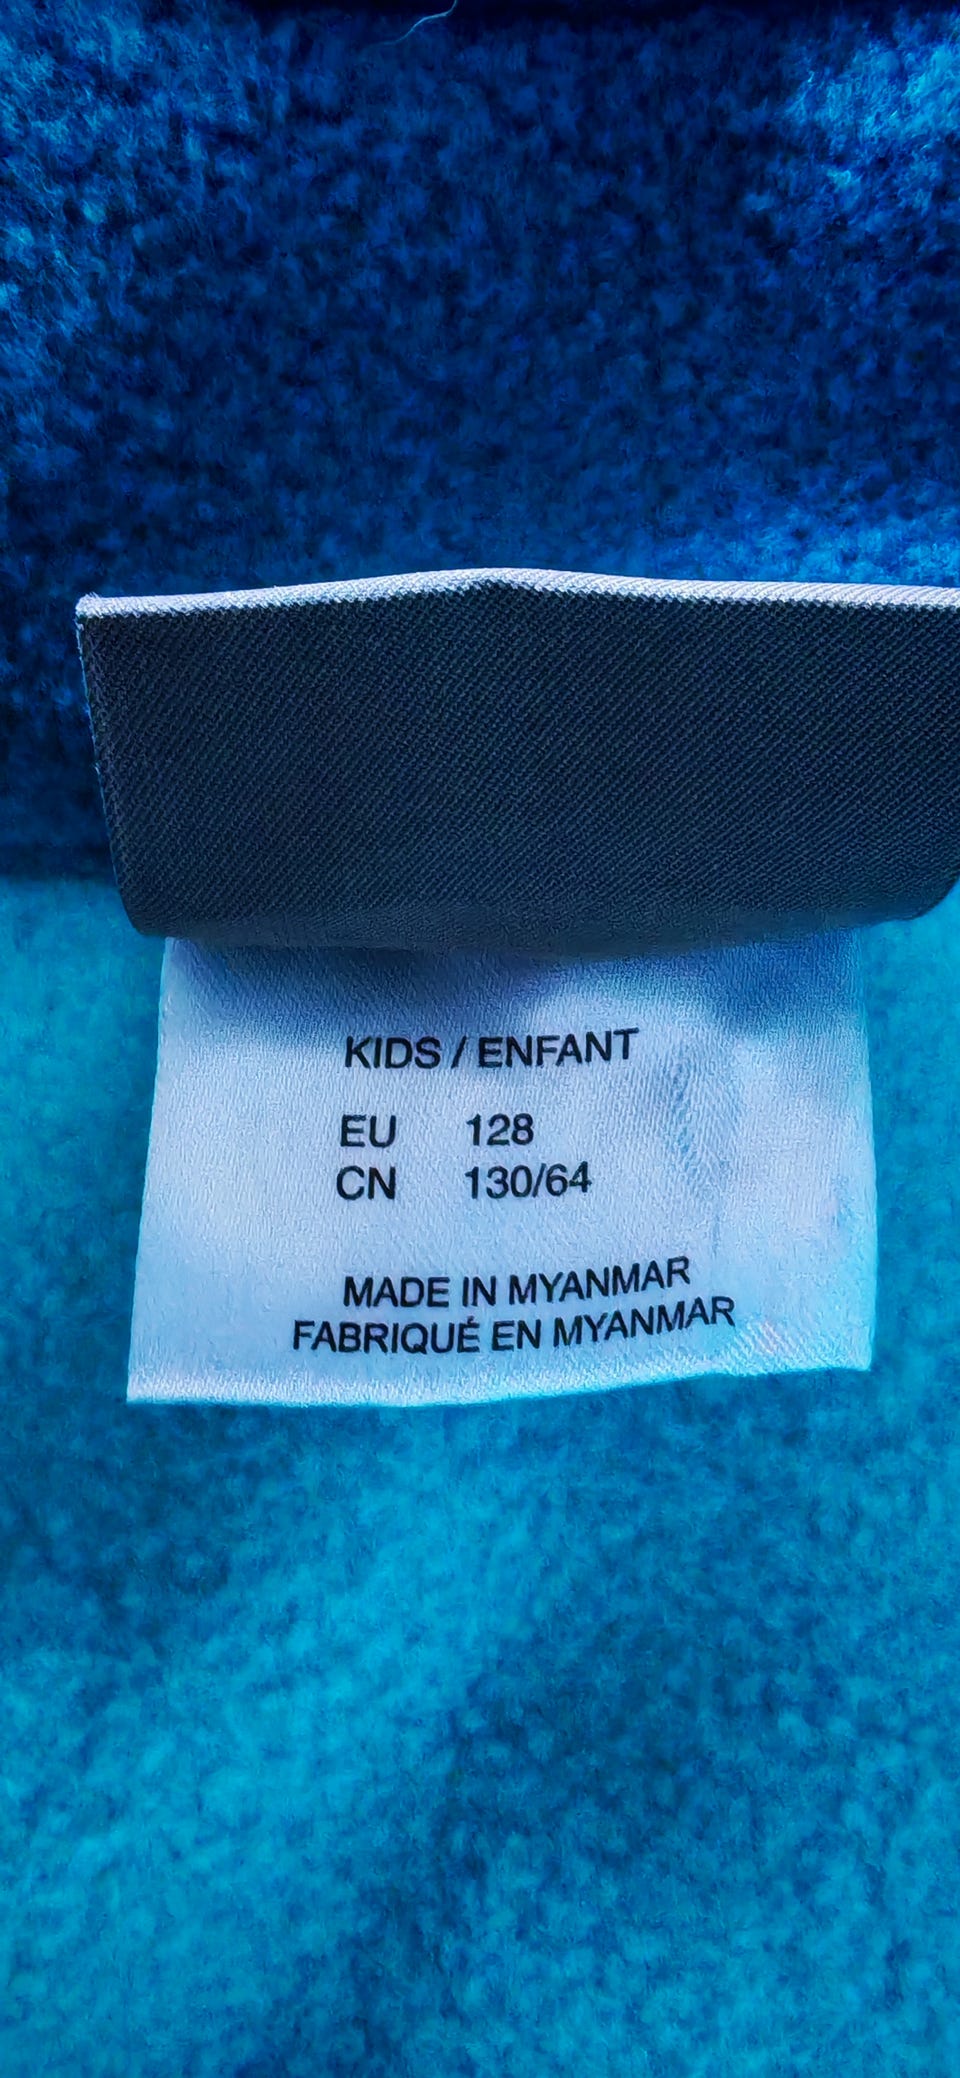 KIDS / ENFANT
EU 128
CN 130/64
MADE IN MYANMAR
FABRIQUÉ EN MYANMAR